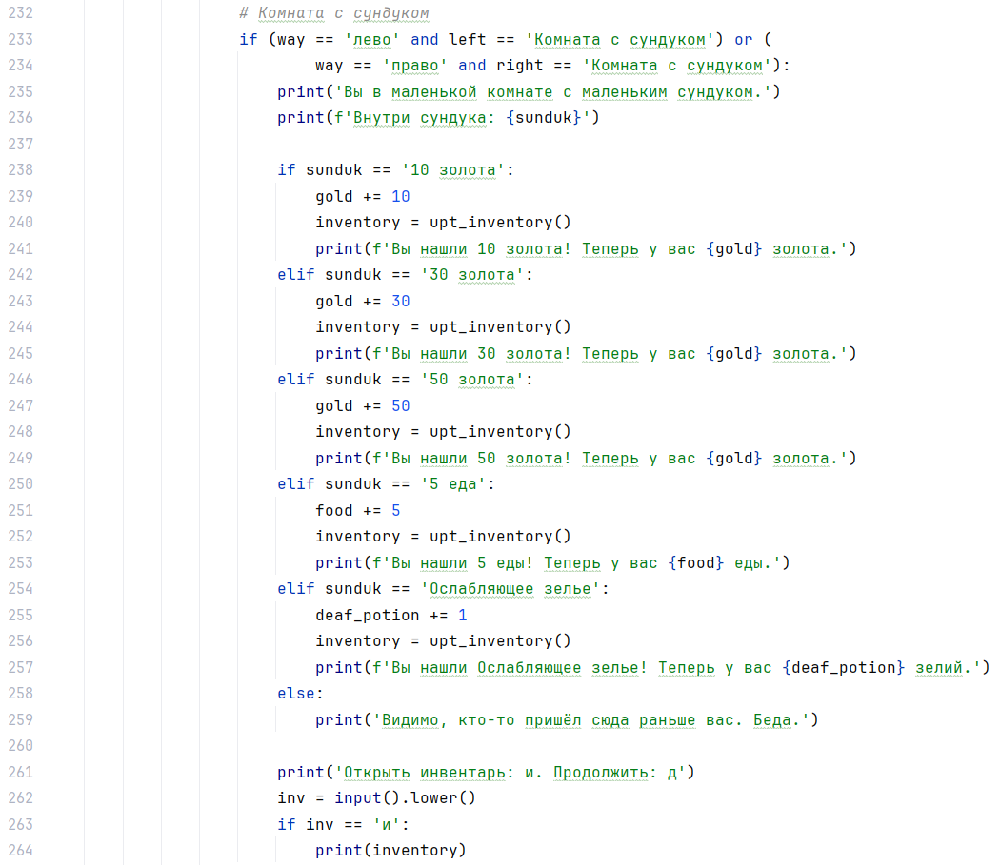 232 # Комната с сундуком
233 if (way == 'лево' and left == 'Комната с сундуком') or (
234 way == 'право' and right == 'Комната с сундуком'):
235 print('Вы в маленькой комнате с маленьким сундуком.')
236 print(f'Внутри сундука: {sunduk}')
237
238 if sunduk == '10 золота':
239 gold += 10
240 inventory = upt_inventory()
241 print(f'Вы нашли 10 золота! Теперь у вас {gold} золота.')
242 elif sunduk == '30 золота':
243 gold += 30
244 inventory = upt_inventory()
245 print(f'Вы нашли 30 золота! Теперь у вас {gold} золота.')
246 elif sunduk == '50 золота':
247 gold += 50
248 inventory = upt_inventory()
249 print(f'Вы нашли 50 золота! Теперь у вас {gold} золота.')
250 elif sunduk == '5 еда':
251 food += 5
252 inventory = upt_inventory()
253 print(f'Вы нашли 5 еды! Теперь у вас {food} еды.')
254 elif sunduk == 'Ослабляющее зелье':
255 deaf_potion += 1
256 inventory = upt_inventory()
257 print(f'Вы нашли Ослабляющее зелье! Теперь у вас {deaf_potion} зелий.')
258 else:
259 print('Видимо, кто-то пришёл сюда раньше вас. Беда.')
260
261 print('Открыть инвентарь: и. Продолжить: д')
262 inv = input().lower()
263 if inv == 'и':
264 print(inventory)